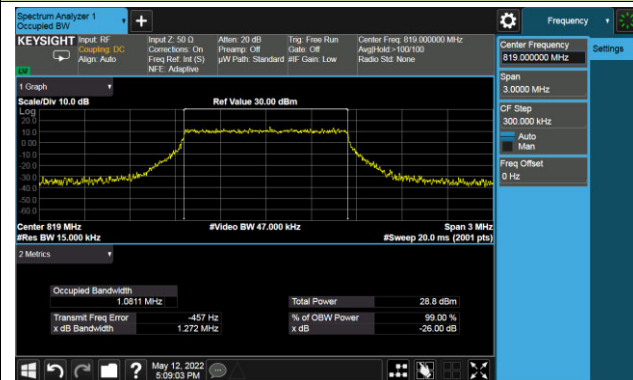 Spectrum Analyzer 1
Occupied BW
+
Frequency
KEYSIGHT
Input: RF
Coupling: DC
Align: Auto
Input Z: 50 Ω
Corrections: On
Freq Ref: Int (S)
NFE: Adaptive
Atten: 20 dB
Preamp: Off
µW Path: Standard
Trig: Free Run
Gate: Off
#IF Gain: Low
Center Freq: 819.000000 MHz
Avg|Hold:>100/100
Radio Std: None
Center Frequency
819.000000 MHz
Settings
Span
3.0000 MHz
CF Step
300.000 kHz
Auto
Man
Freq Offset
0 Hz
1 Graph
Scale/Div 10.0 dB
Ref Value 30.00 dBm
Log
20.0
10.0
0.00
-10.0
-20.0
-30.0
-40.0
-50.0
-60.0
Center 819 MHz
#Video BW 47.000 kHz
Span 3 MHz
#Res BW 15.000 kHz
#Sweep 20.0 ms (2001 pts)
2 Metrics
Occupied Bandwidth
1.0811 MHz
Total Power
28.8 dBm
Transmit Freq Error
-457 Hz
% of OBW Power
99.00 %
x dB Bandwidth
1.272 MHz
x dB
-26.00 dB
?
May 12, 2022
5:09:03 PM